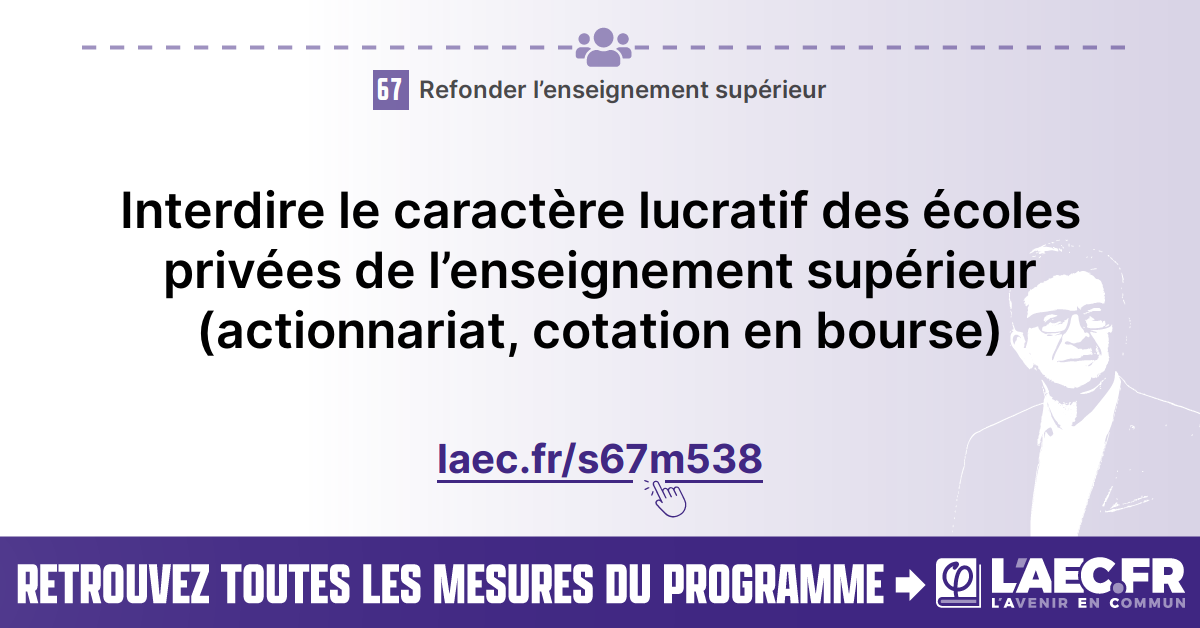 67 Refonder l’enseignement supérieur
Interdire le caractère lucratif des écoles
privées de l’enseignement supérieur
(actionnariat, cotation en bourse)
laec.fr/s67m538
RETROUVEZ TOUTES LES MESURES DU PROGRAMME
φ L'AEC.FR
L'AVENIR EN COMMUN